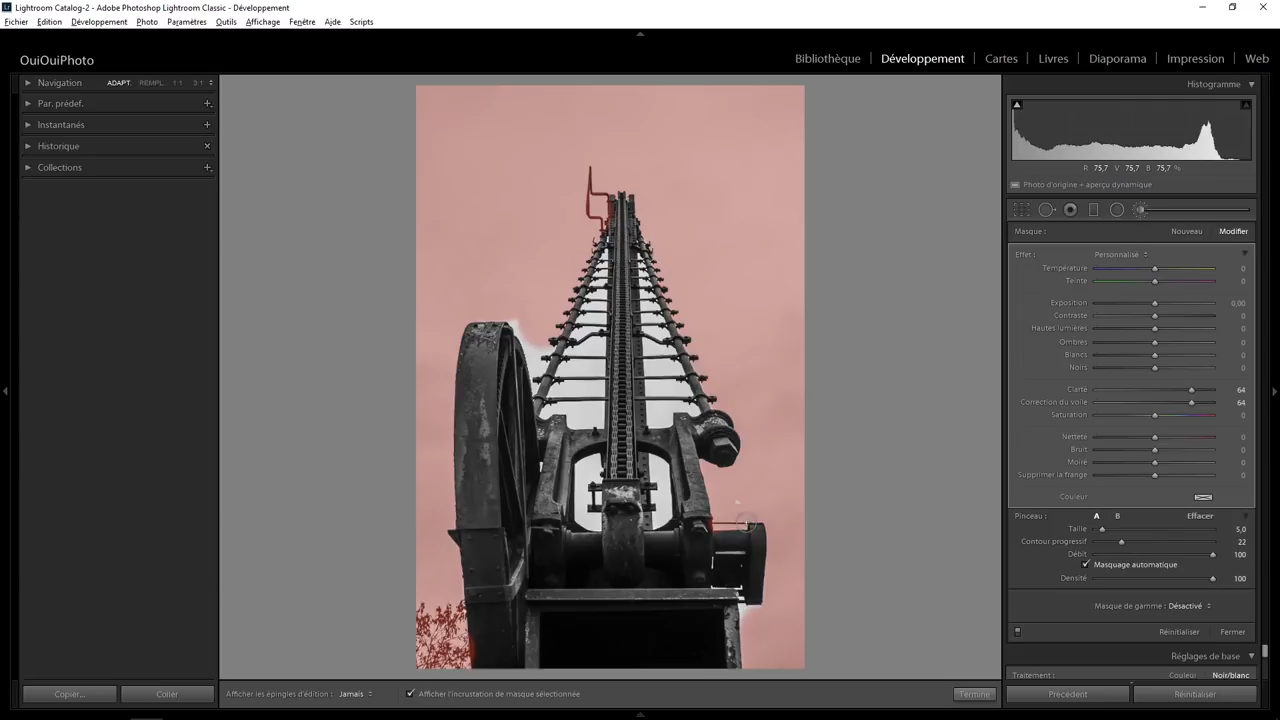 Lightroom Catalog-2 - Adobe Photoshop Lightroom Classic - Développement
Fichier Edition Développement Photo Paramètres Outils Affichage Fenêtre Aide Scripts
OuiOuiPhoto
Bibliothèque | Développement | Cartes | Livres | Diaporama | Impression | Web
Navigation ADAPT. REMPL. 1:1 3:1
Par. prédéf.
Instantanés
Historique
Collections
Histogramme
R 75,7 V 75,7 B 75,7 %
Photo d'origine + aperçu dynamique
Masque : Nouveau Modifier
Effet : Personnalisé
Température 0
Teinte 0
Exposition 0,00
Contraste 0
Hautes lumières 0
Ombres 0
Blancs 0
Noirs 0
Clarté 64
Correction du voile 64
Saturation 0
Netteté 0
Bruit 0
Moiré 0
Supprimer la frange 0
Couleur
Pinceau : A B Effacer
Taille 5,0
Contour progressif 22
Débit 100
Masquage automatique
Densité 100
Masque de gamme : Désactivé
Réinitialiser Fermer
Réglages de base
Traitement : Couleur Noir/blanc
Copier... Coller
Afficher les épingles d'édition : Jamais
Afficher l'incrustation de masque sélectionnée
Terminé
Précédent Réinitialiser